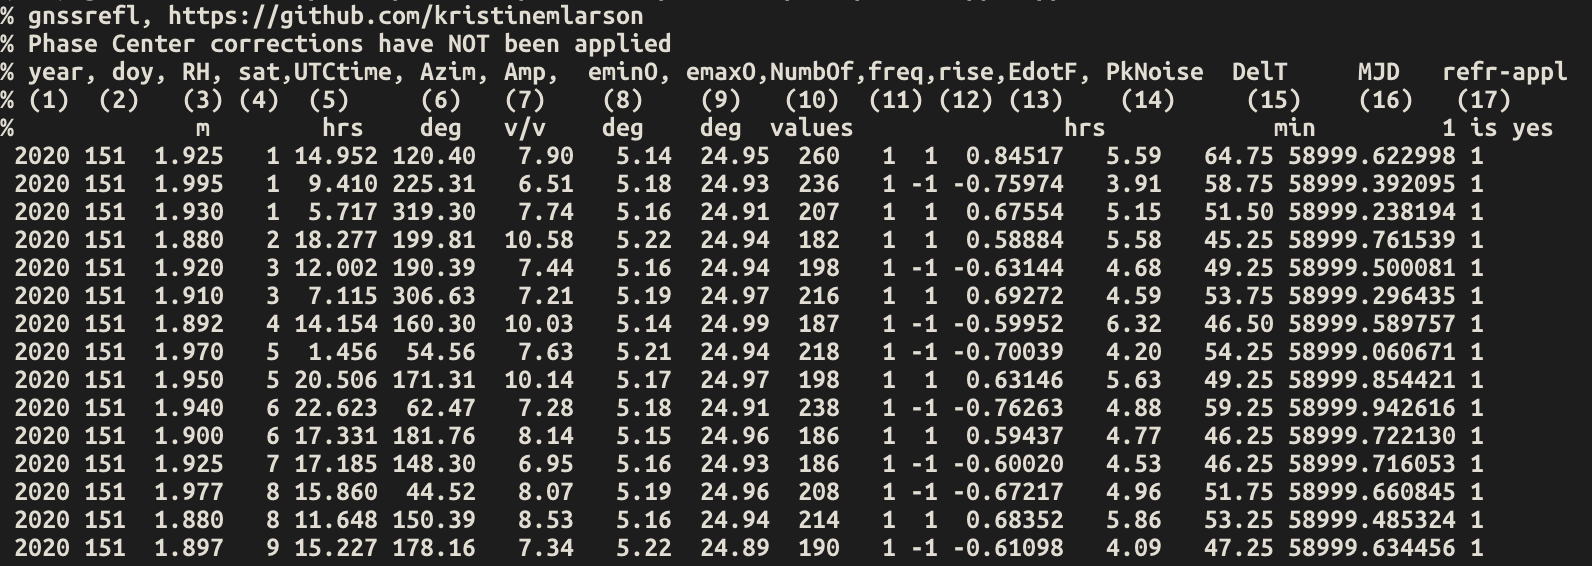 % gnssrefl, https://github.com/kristinemlarson
% Phase Center corrections have NOT been applied
% year, doy, RH, sat,UTCtime, Azim, Amp,  eminO, emaxO,NumbOf,freq,rise,EdotF, PkNoise  DelT     MJD   refr-appl
% (1)  (2)   (3) (4)  (5)     (6)   (7)    (8)    (9)   (10)  (11) (12) (13)    (14)     (15)    (16)   (17)
%             m        hrs    deg   v/v    deg    deg  values               hrs            min         1 is yes
 2020 151  1.925   1 14.952 120.40   7.90   5.14  24.95  260   1  1  0.84517   5.59   64.75 58999.622998 1
 2020 151  1.995   1  9.410 225.31   6.51   5.18  24.93  236   1 -1 -0.75974   3.91   58.75 58999.392095 1
 2020 151  1.930   1  5.717 319.30   7.74   5.16  24.91  207   1  1  0.67554   5.15   51.50 58999.238194 1
 2020 151  1.880   2 18.277 199.81  10.58   5.22  24.94  182   1  1  0.58884   5.58   45.25 58999.761539 1
 2020 151  1.920   3 12.002 190.39   7.44   5.16  24.94  198   1 -1 -0.63144   4.68   49.25 58999.500081 1
 2020 151  1.910   3  7.115 306.63   7.21   5.19  24.97  216   1  1  0.69272   4.59   53.75 58999.296435 1
 2020 151  1.892   4 14.154 160.30  10.03   5.14  24.99  187   1 -1 -0.59952   6.32   46.50 58999.589757 1
 2020 151  1.970   5  1.456  54.56   7.63   5.21  24.94  218   1 -1 -0.70039   4.20   54.25 58999.060671 1
 2020 151  1.950   5 20.506 171.31  10.14   5.17  24.97  198   1  1  0.63146   5.63   49.25 58999.854421 1
 2020 151  1.940   6 22.623  62.47   7.28   5.18  24.91  238   1 -1 -0.76263   4.88   59.25 58999.942616 1
 2020 151  1.900   6 17.331 181.76   8.14   5.15  24.96  186   1  1  0.59437   4.77   46.25 58999.722130 1
 2020 151  1.925   7 17.185 148.30   6.95   5.16  24.93  186   1 -1 -0.60020   4.53   46.25 58999.716053 1
 2020 151  1.977   8 15.860  44.52   8.07   5.19  24.96  208   1 -1 -0.67217   4.96   51.75 58999.660845 1
 2020 151  1.880   8 11.648 150.39   8.53   5.16  24.94  214   1  1  0.68352   5.86   53.25 58999.485324 1
 2020 151  1.897   9 15.227 178.16   7.34   5.22  24.89  190   1 -1 -0.61098   4.09   47.25 58999.634456 1